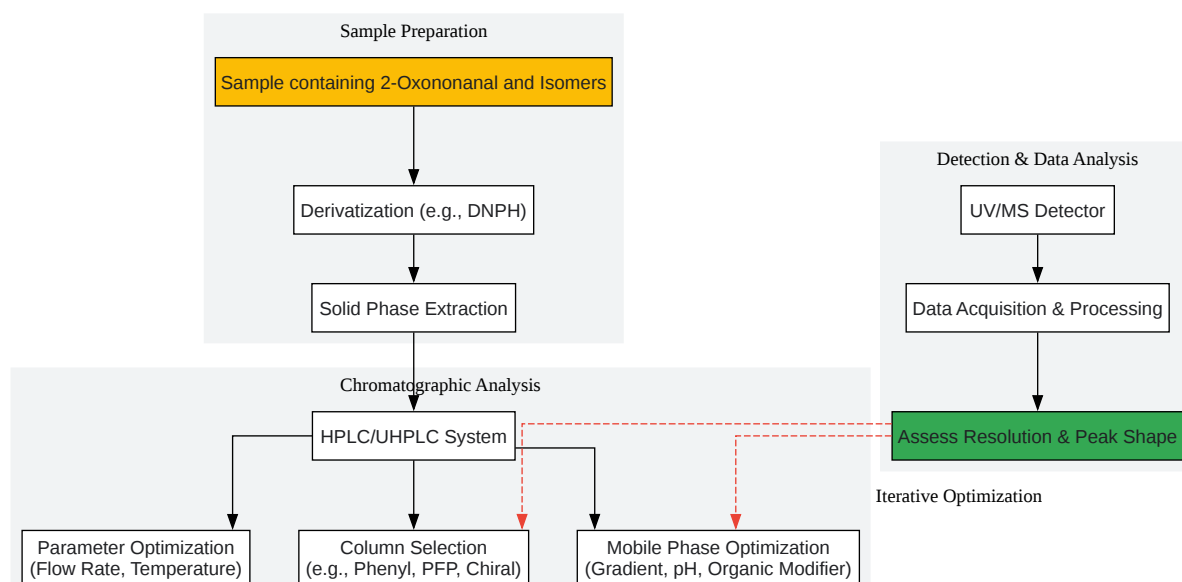 Sample Preparation
Sample containing 2-Oxononanal and Isomers
Derivatization (e.g., DNPH)
Solid Phase Extraction
Detection & Data Analysis
UV/MS Detector
Data Acquisition & Processing
Assess Resolution & Peak Shape
Iterative Optimization
Chromatographic Analysis
HPLC/UHPLC System
Parameter Optimization
(Flow Rate, Temperature)
Column Selection
(e.g., Phenyl, PFP, Chiral)
Mobile Phase Optimization
(Gradient, pH, Organic Modifier)